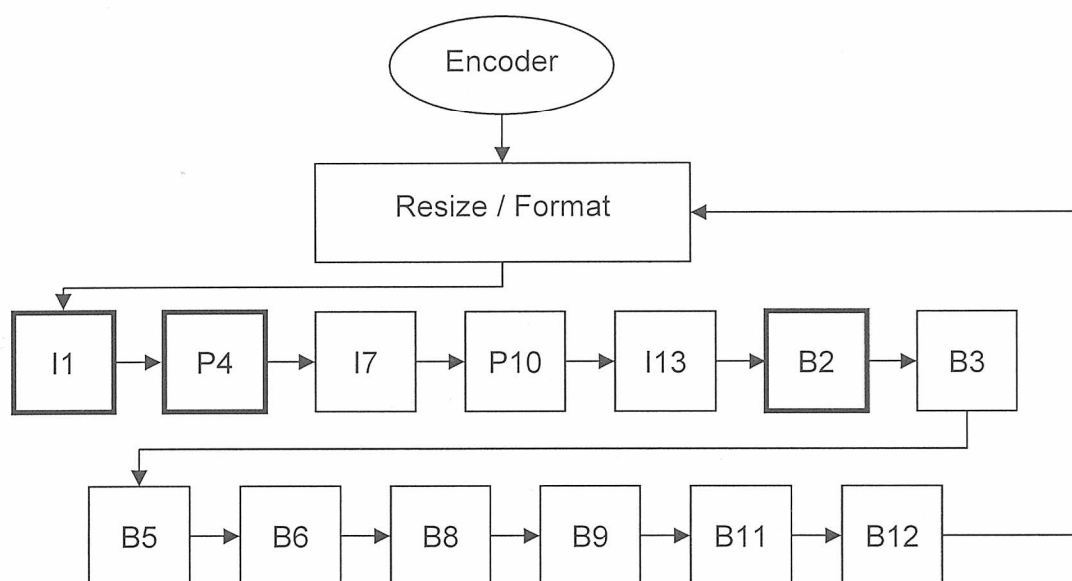 Encoder
Resize / Format
I1 P4 I7 P10 I13 B2 B3
B5 B6 B8 B9 B11 B12